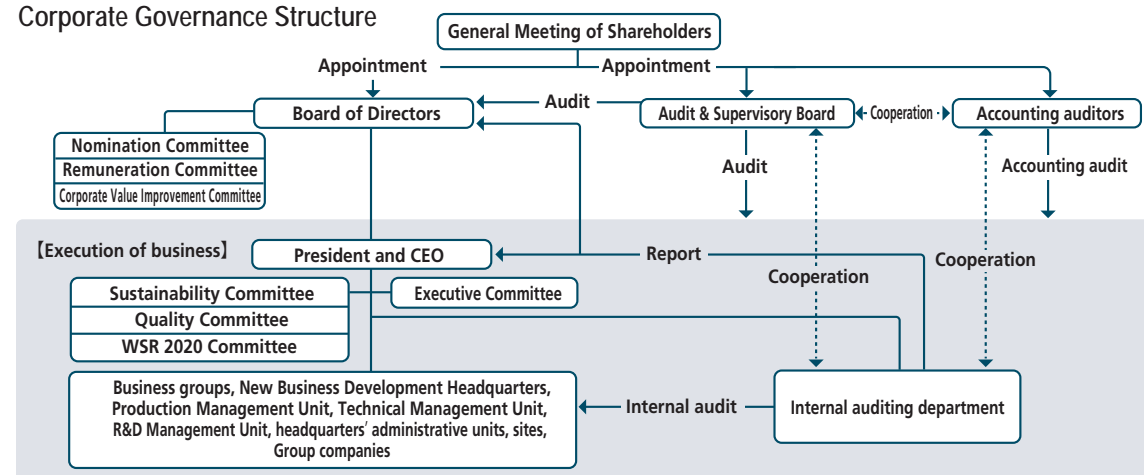 Corporate Governance Structure
General Meeting of Shareholders
Appointment
Appointment
Board of Directors
Audit
Audit & Supervisory Board
Cooperation
Accounting auditors
Nomination Committee
Remuneration Committee
Corporate Value Improvement Committee
Audit
Accounting audit
【Execution of business】
President and CEO
Report
Cooperation
Cooperation
Sustainability Committee
Executive Committee
Quality Committee
WSR 2020 Committee
Business groups, New Business Development Headquarters,
Production Management Unit, Technical Management Unit,
R&D Management Unit, headquarters' administrative units, sites,
Group companies
Internal audit
Internal auditing department